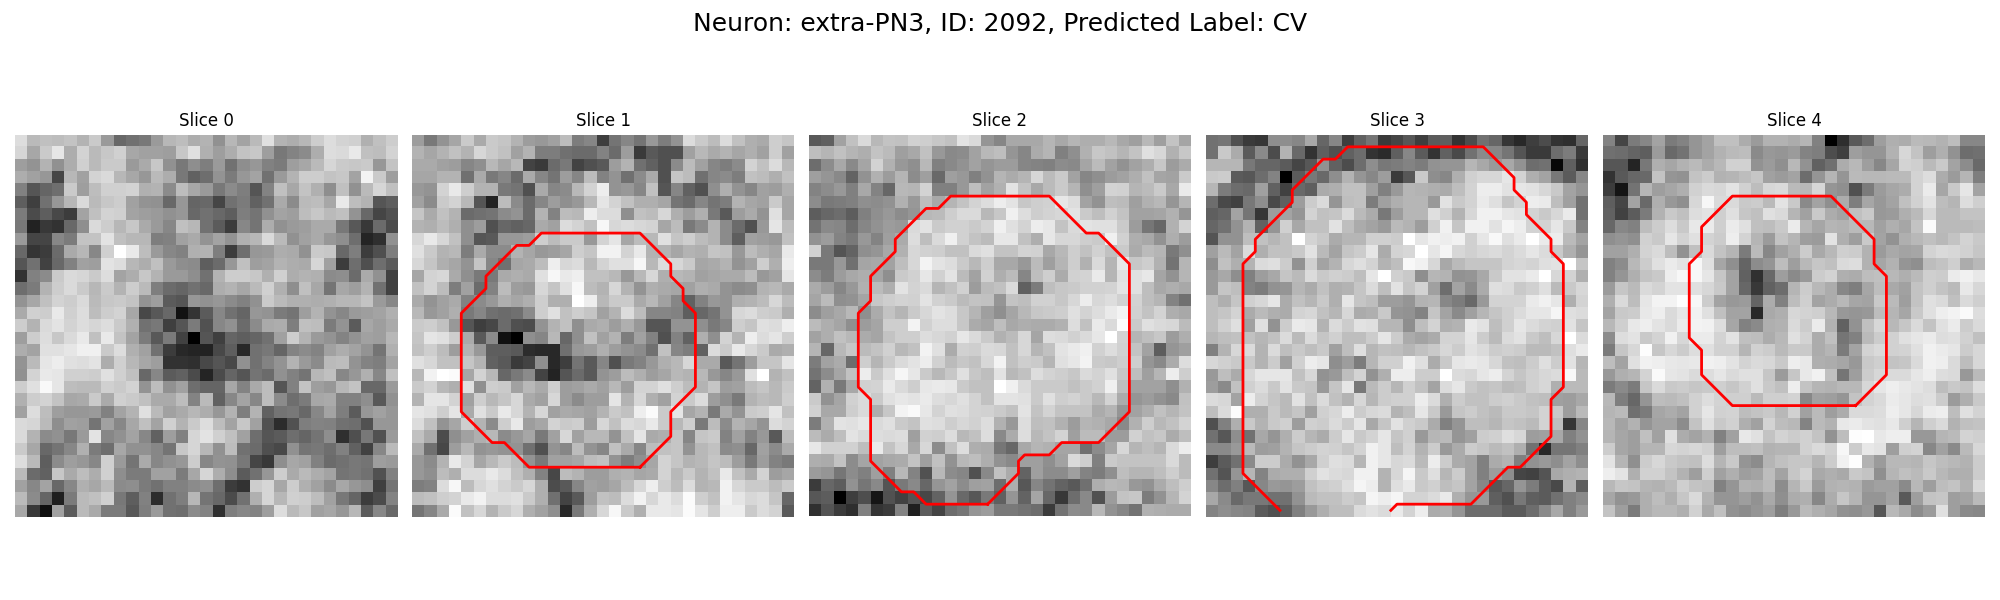 Neuron: extra-PN3, ID: 2092, Predicted Label: CV
Slice 0
Slice 1
Slice 2
Slice 3
Slice 4